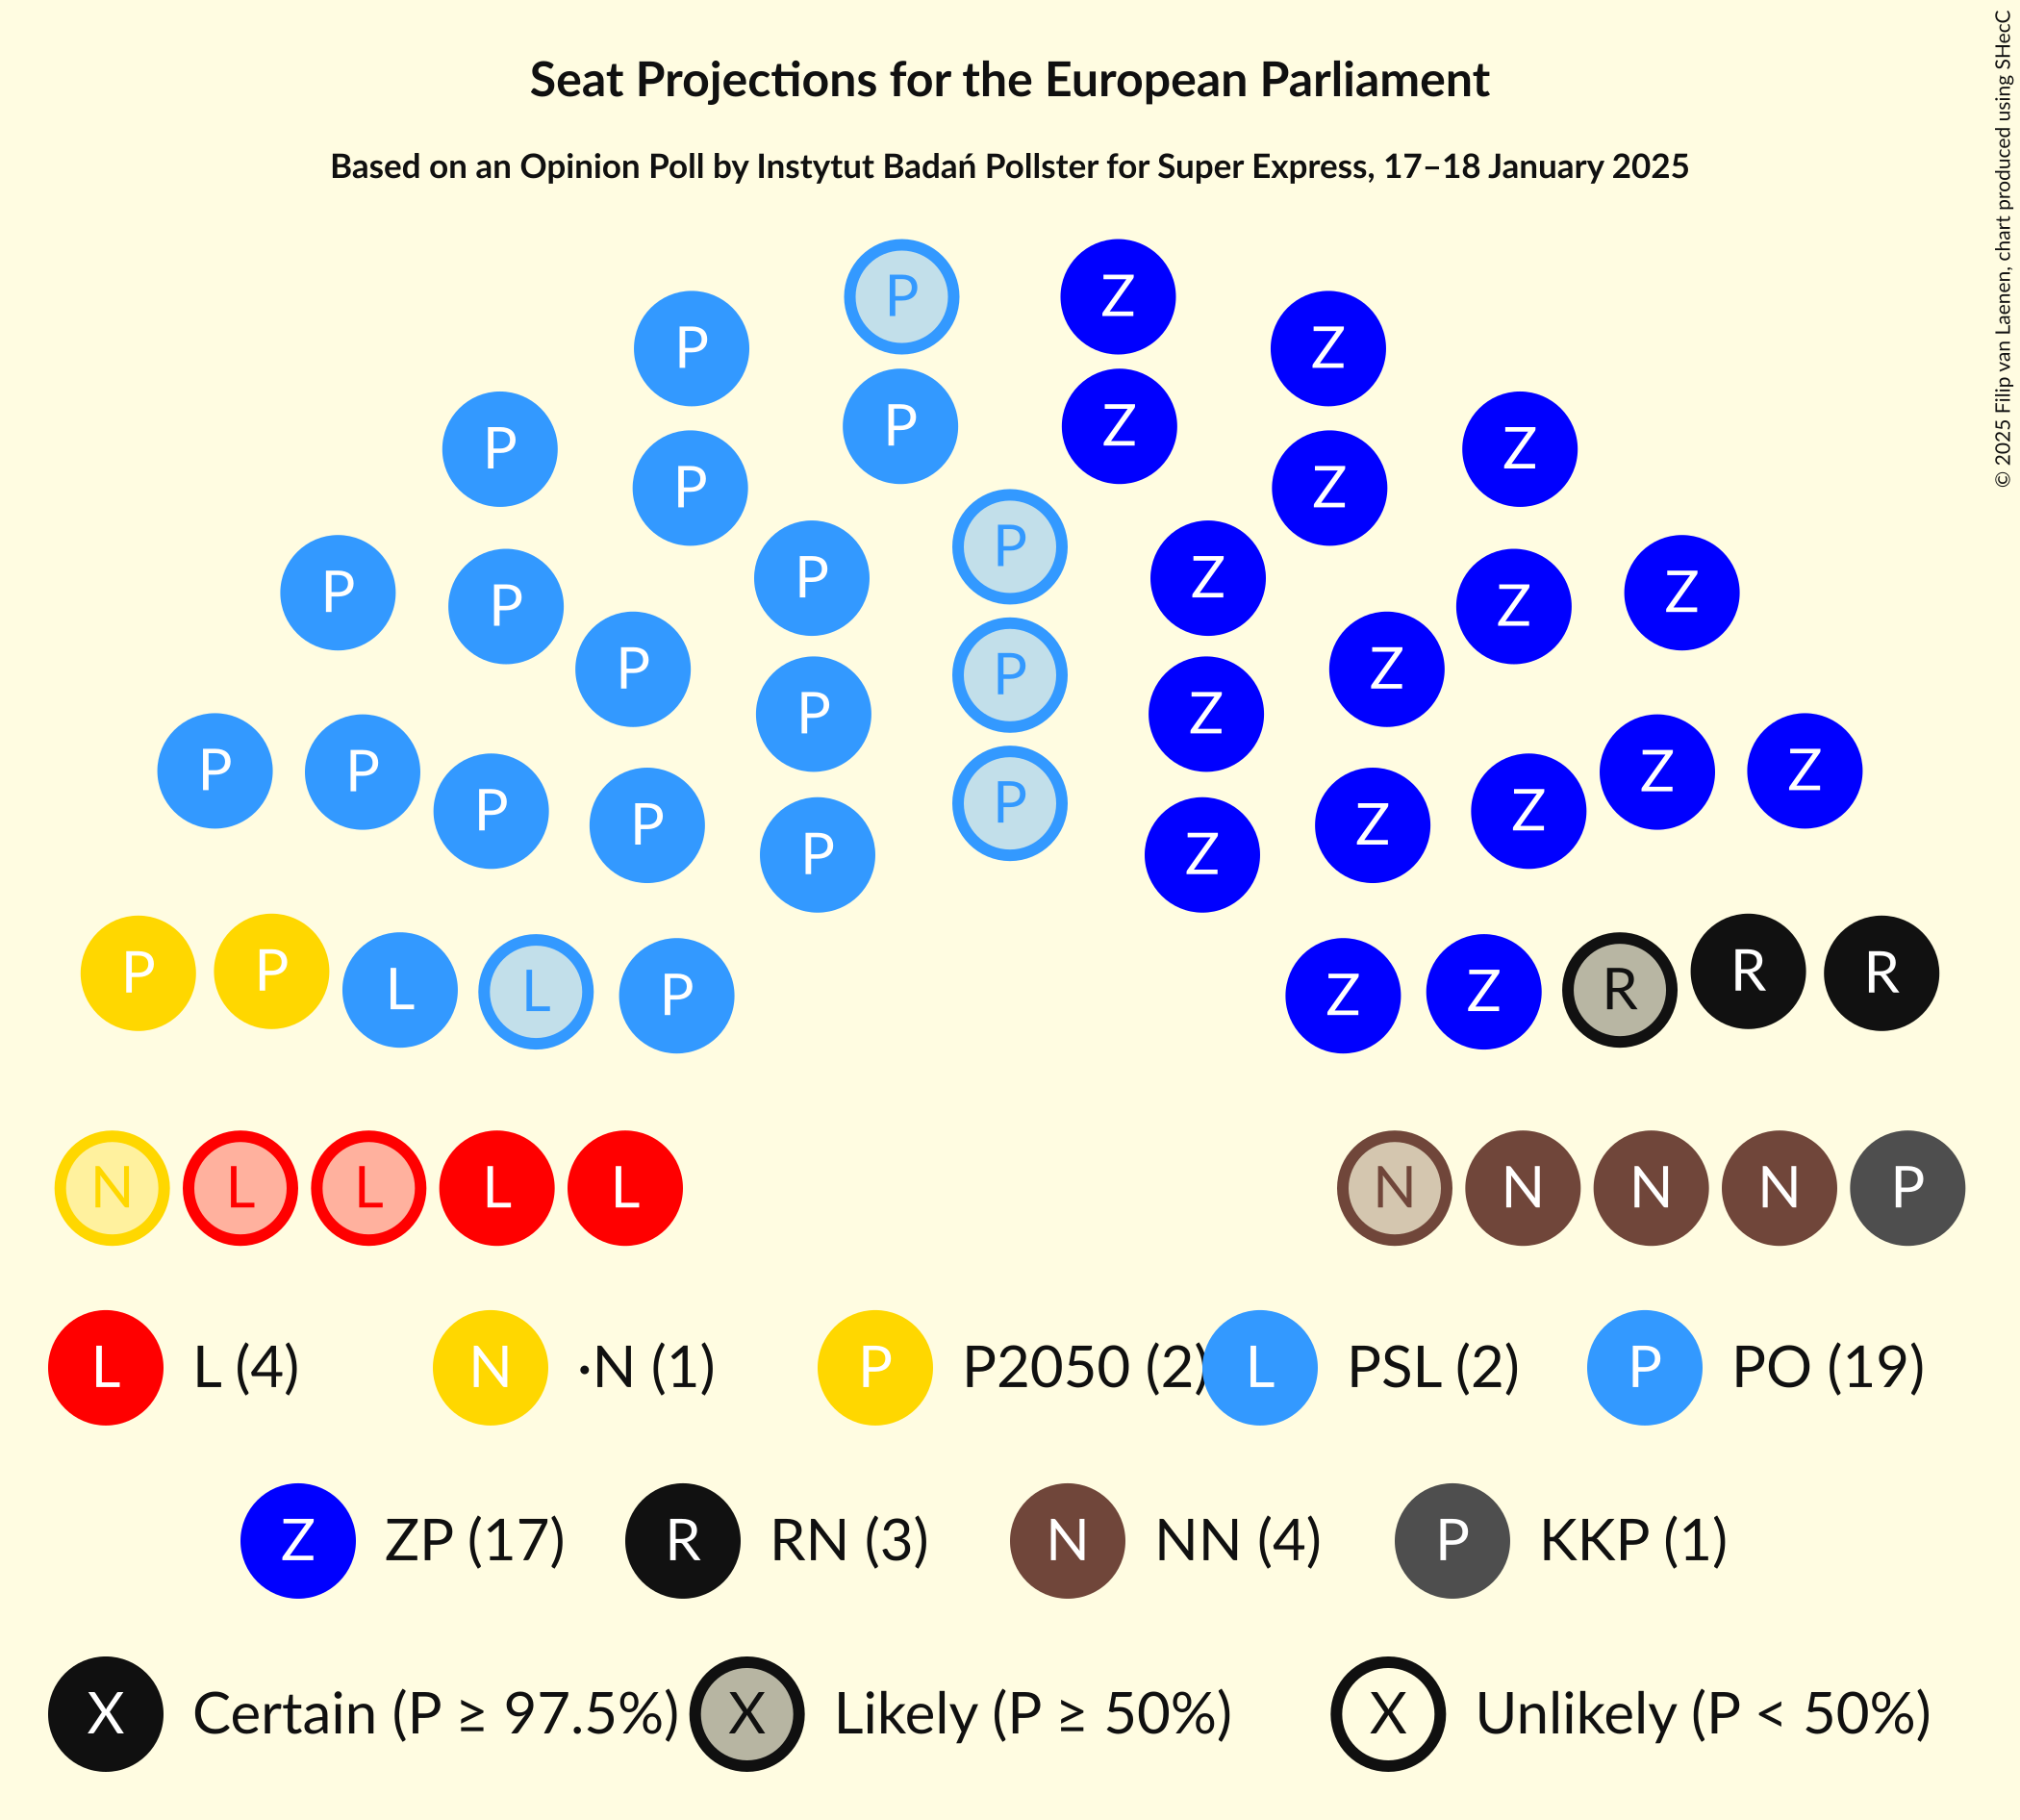 Seat Projections for the European Parliament
Based on an Opinion Poll by Instytut Badań Pollster for Super Express, 17–18 January 2025
© 2025 Filip van Laenen, chart produced using SHecC
P Z
P Z
P P Z Z
P P Z Z
P
P P Z Z
P P Z Z
P P Z Z
P
P P Z Z
P P P Z Z Z
P
P P Z Z
P P Z Z
P P L L P Z Z R R R
N L L L L N N N N P
L L (4) N ·N (1) P P2050 (2) L PSL (2) P PO (19)
Z ZP (17) R RN (3) N NN (4) P KKP (1)
X Certain (P ≥ 97.5%) X Likely (P ≥ 50%) X Unlikely (P < 50%)